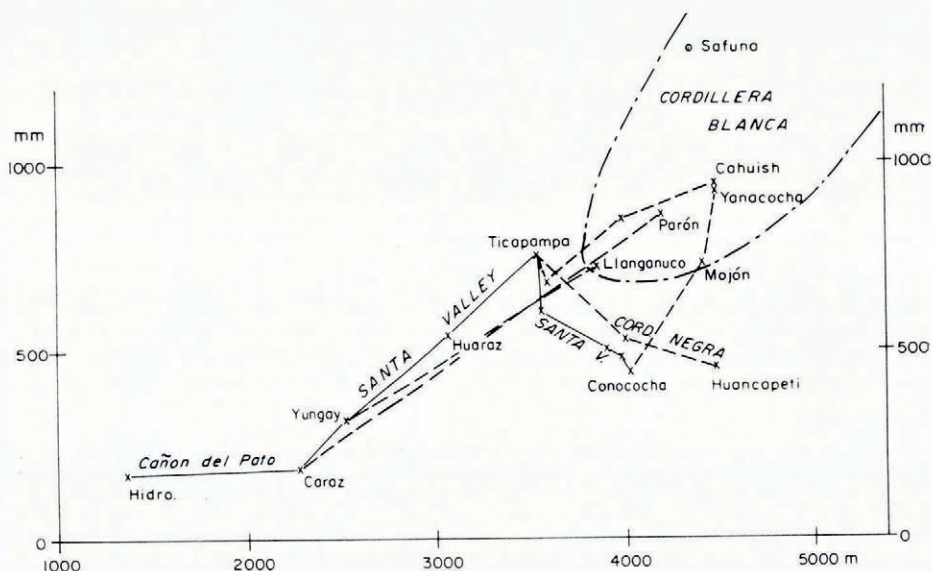 Safuna
CORDILLERA
BLANCA
mm
mm
1000
1000
Cahuish
Yanacocha
Parón
Ticapampa
Llanganuco
Mojón
SANTA VALLEY
Huaraz
SANTA V.
CORD. NEGRA
500
500
Conococha
Huancapeti
Yungay
Cañon del Pato
Hidro.
Caraz
0
0
1000
2000
3000
4000
5000 m